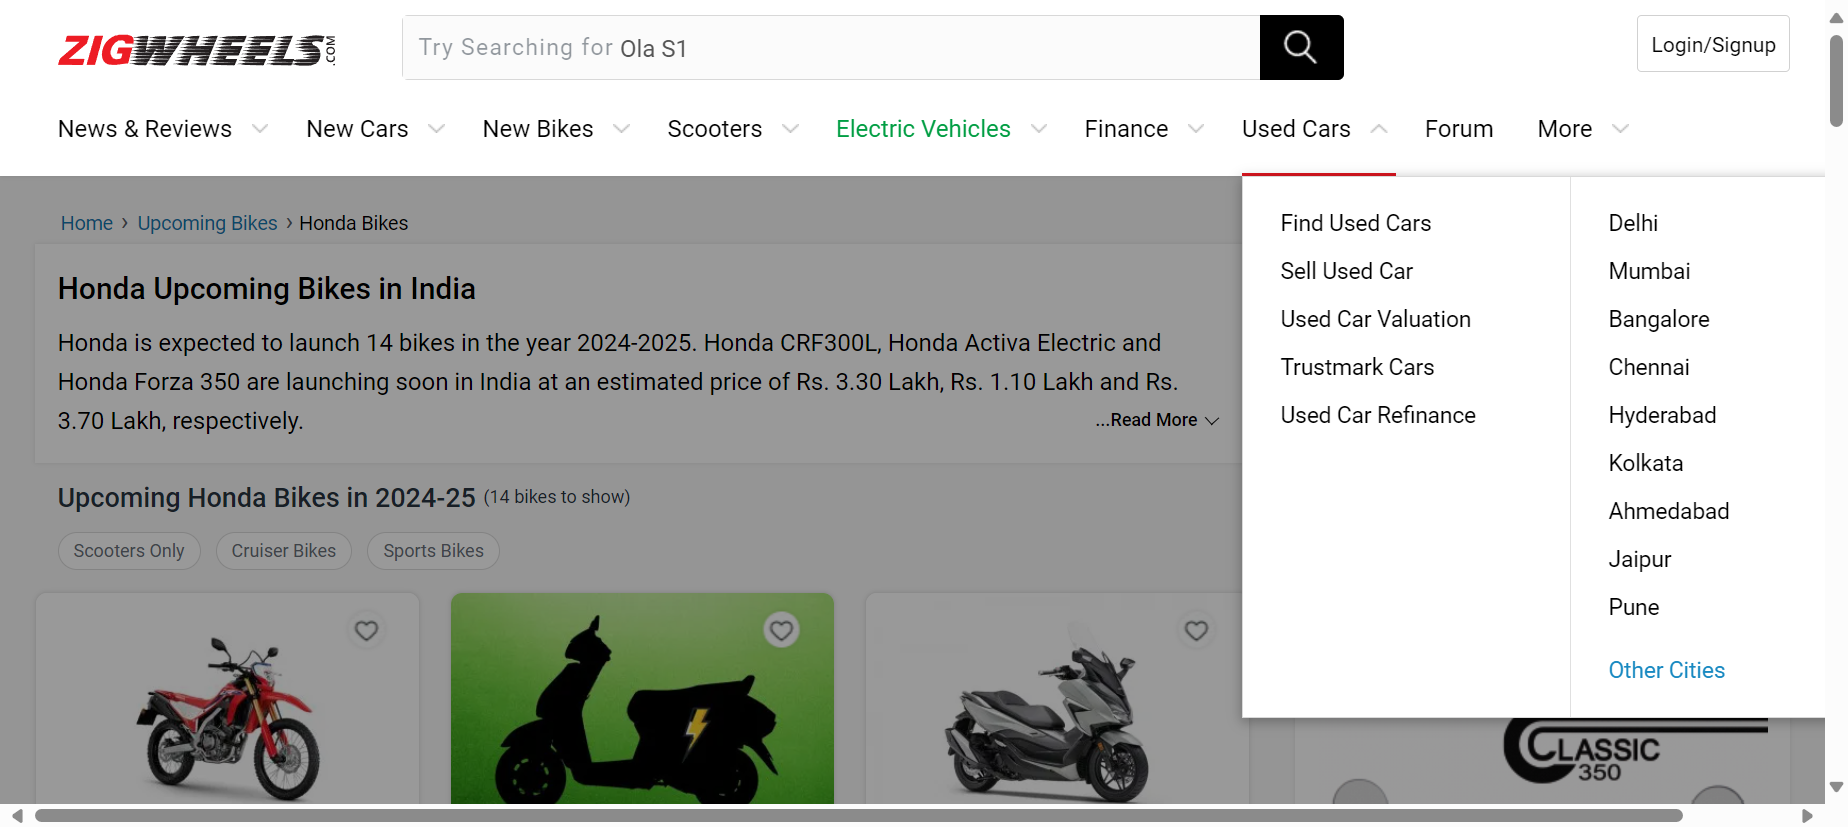 ZIGWHEELS.COM
Try Searching for Ola S1
Login/Signup
News & Reviews
New Cars
New Bikes
Scooters
Electric Vehicles
Finance
Used Cars
Forum
More
Home › Upcoming Bikes › Honda Bikes
Honda Upcoming Bikes in India
Honda is expected to launch 14 bikes in the year 2024-2025. Honda CRF300L, Honda Activa Electric and
Honda Forza 350 are launching soon in India at an estimated price of Rs. 3.30 Lakh, Rs. 1.10 Lakh and Rs.
3.70 Lakh, respectively.
...Read More
Upcoming Honda Bikes in 2024-25 (14 bikes to show)
Scooters Only
Cruiser Bikes
Sports Bikes
Find Used Cars
Sell Used Car
Used Car Valuation
Trustmark Cars
Used Car Refinance
Delhi
Mumbai
Bangalore
Chennai
Hyderabad
Kolkata
Ahmedabad
Jaipur
Pune
Other Cities
CLASSIC
350